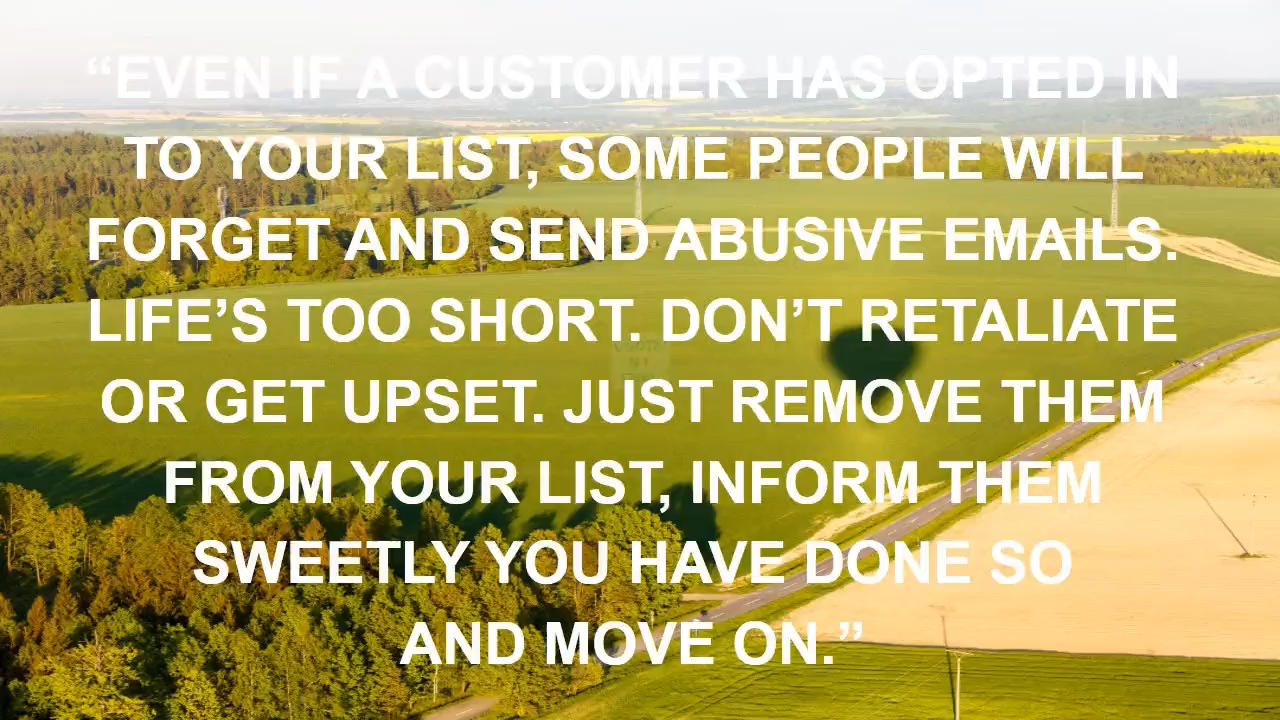 “EVEN IF A CUSTOMER HAS OPTED IN
TO YOUR LIST, SOME PEOPLE WILL
FORGET AND SEND ABUSIVE EMAILS.
LIFE’S TOO SHORT. DON’T RETALIATE
OR GET UPSET. JUST REMOVE THEM
FROM YOUR LIST, INFORM THEM
SWEETLY YOU HAVE DONE SO
AND MOVE ON.”